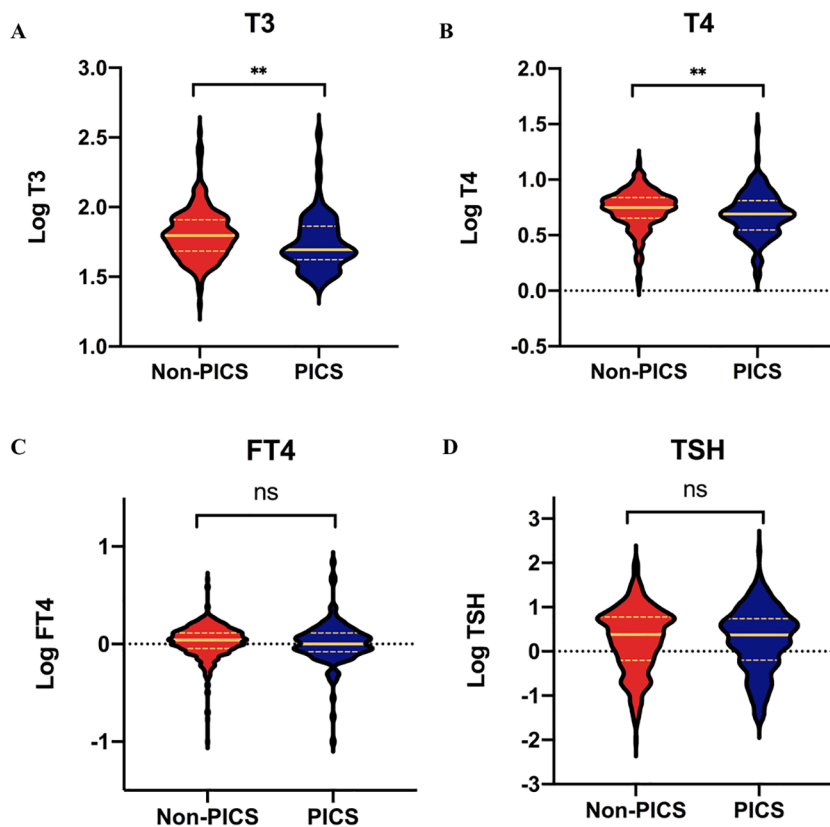 A
T3
**
3.0
2.5
2.0
1.5
1.0
Log T3
Non-PICS PICS
B
T4
**
2.0
1.5
1.0
0.5
0.0
-0.5
Log T4
Non-PICS PICS
C
FT4
ns
1
0
-1
Log FT4
Non-PICS PICS
D
TSH
ns
3
2
1
0
-1
-2
-3
Log TSH
Non-PICS PICS